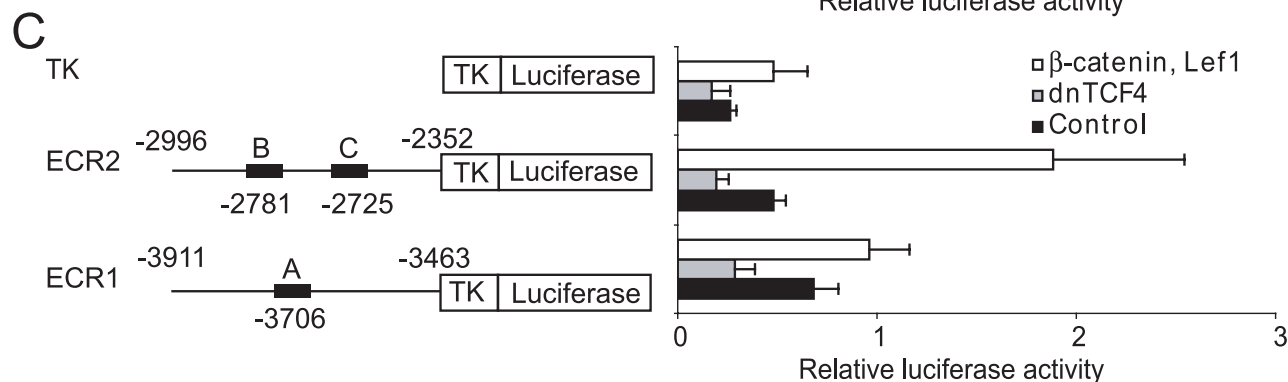 Relative luciferase activity
C
TK
TK Luciferase
β-catenin, Lef1
dnTCF4
Control
-2996
B
C
-2352
ECR2
TK Luciferase
-2781
-2725
-3911
A
-3463
ECR1
TK Luciferase
-3706
0 1 2 3
Relative luciferase activity